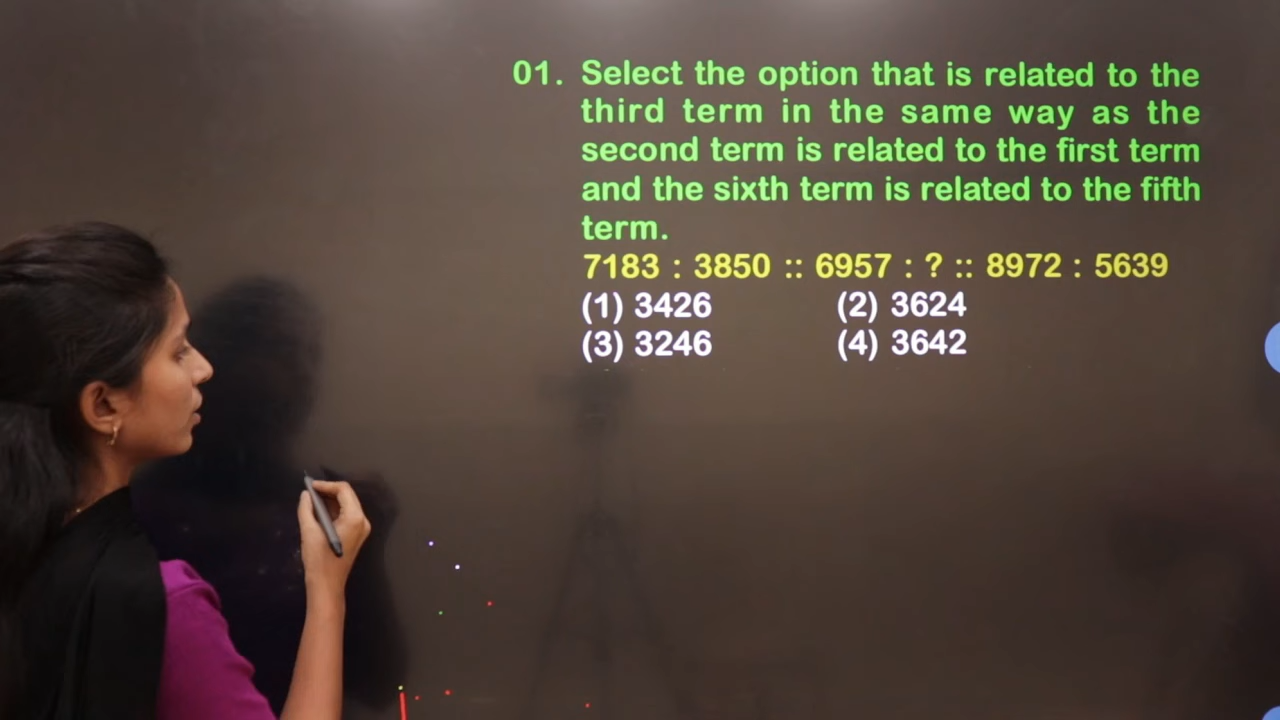 01. Select the option that is related to the
third term in the same way as the
second term is related to the first term
and the sixth term is related to the fifth
term.
7183 : 3850 :: 6957 : ? :: 8972 : 5639
(1) 3426 (2) 3624
(3) 3246 (4) 3642